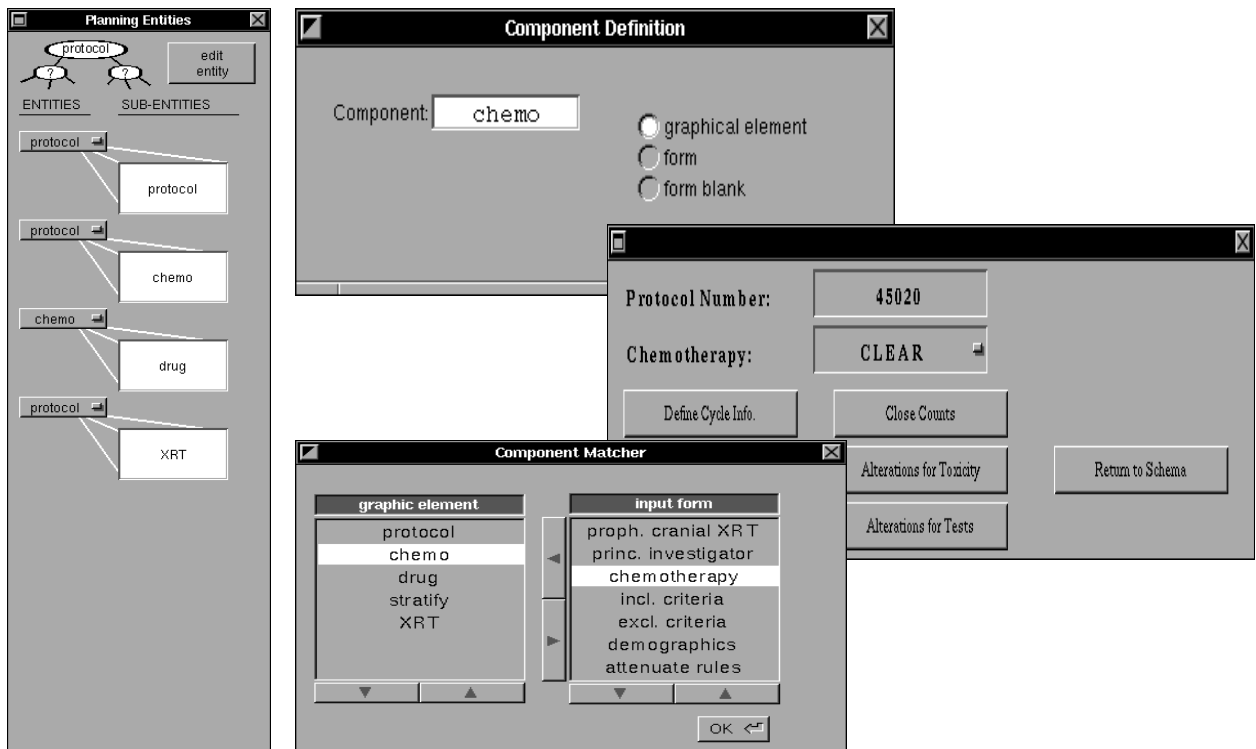 Planning Entities
protocol
? ?
edit
entity
ENTITIES SUB-ENTITIES
protocol
protocol
protocol
chemo
chemo
drug
protocol
XRT
Component Definition
Component: chemo
graphical element
form
form blank
Protocol Number: 45020
Chemotherapy: CLEAR
Define Cycle Info. Close Counts
Alterations for Toxicity Return to Schema
Alterations for Tests
Component Matcher
graphic element
protocol
chemo
drug
stratify
XRT
input form
proph. cranial XRT
princ. investigator
chemotherapy
incl. criteria
excl. criteria
demographics
attenuate rules
OK